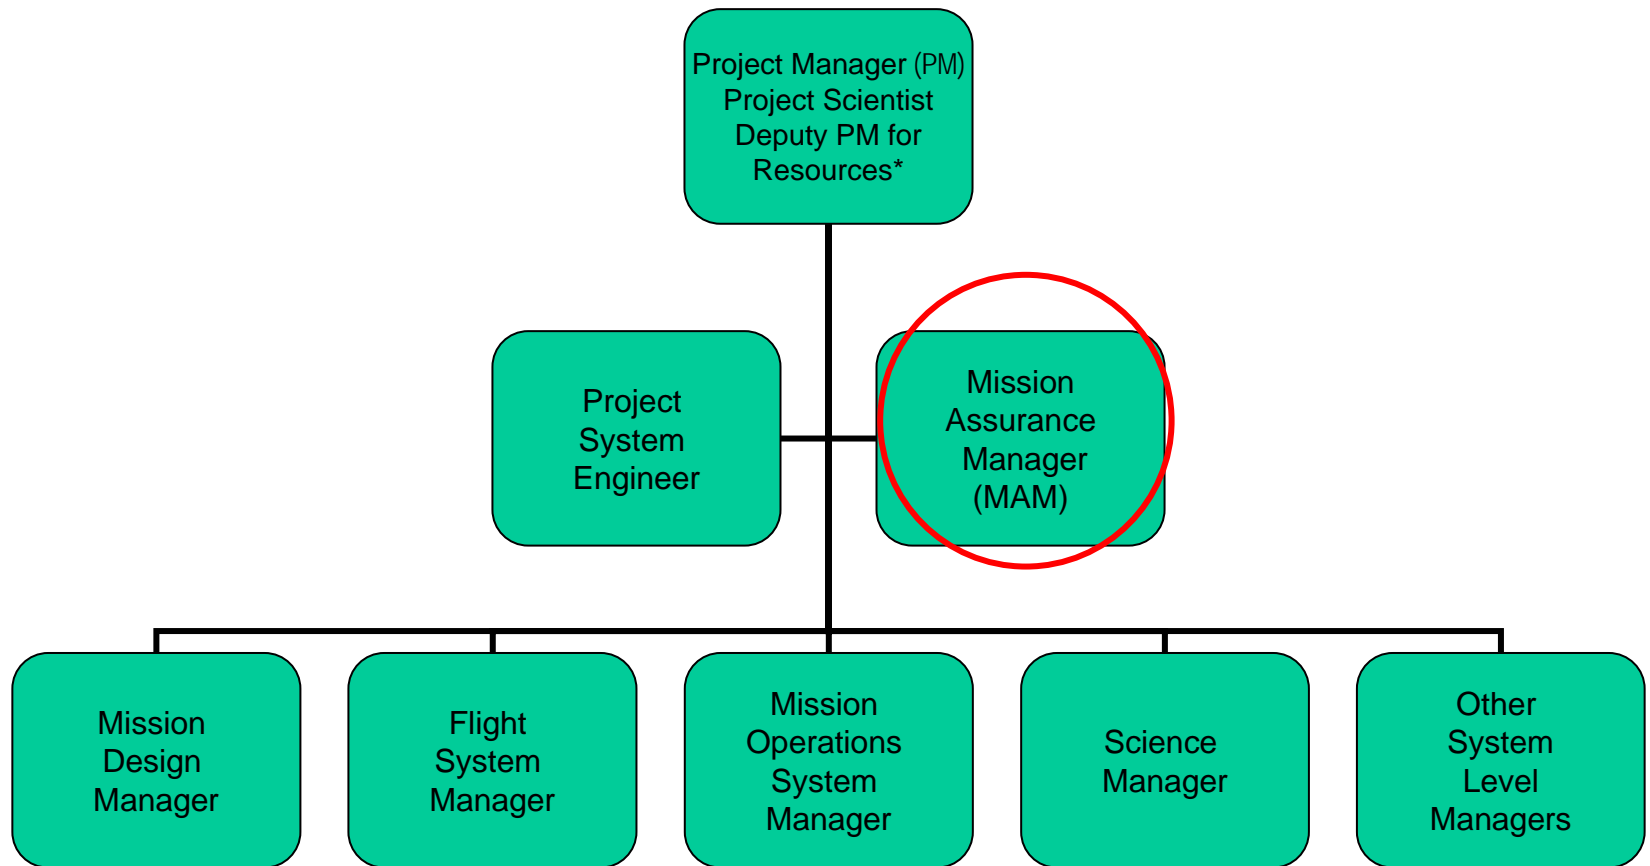 Project Manager (PM)
Project Scientist
Deputy PM for
Resources*
Project
System
Engineer
Mission
Assurance
Manager
(MAM)
Mission
Design
Manager
Flight
System
Manager
Mission
Operations
System
Manager
Science
Manager
Other
System
Level
Managers